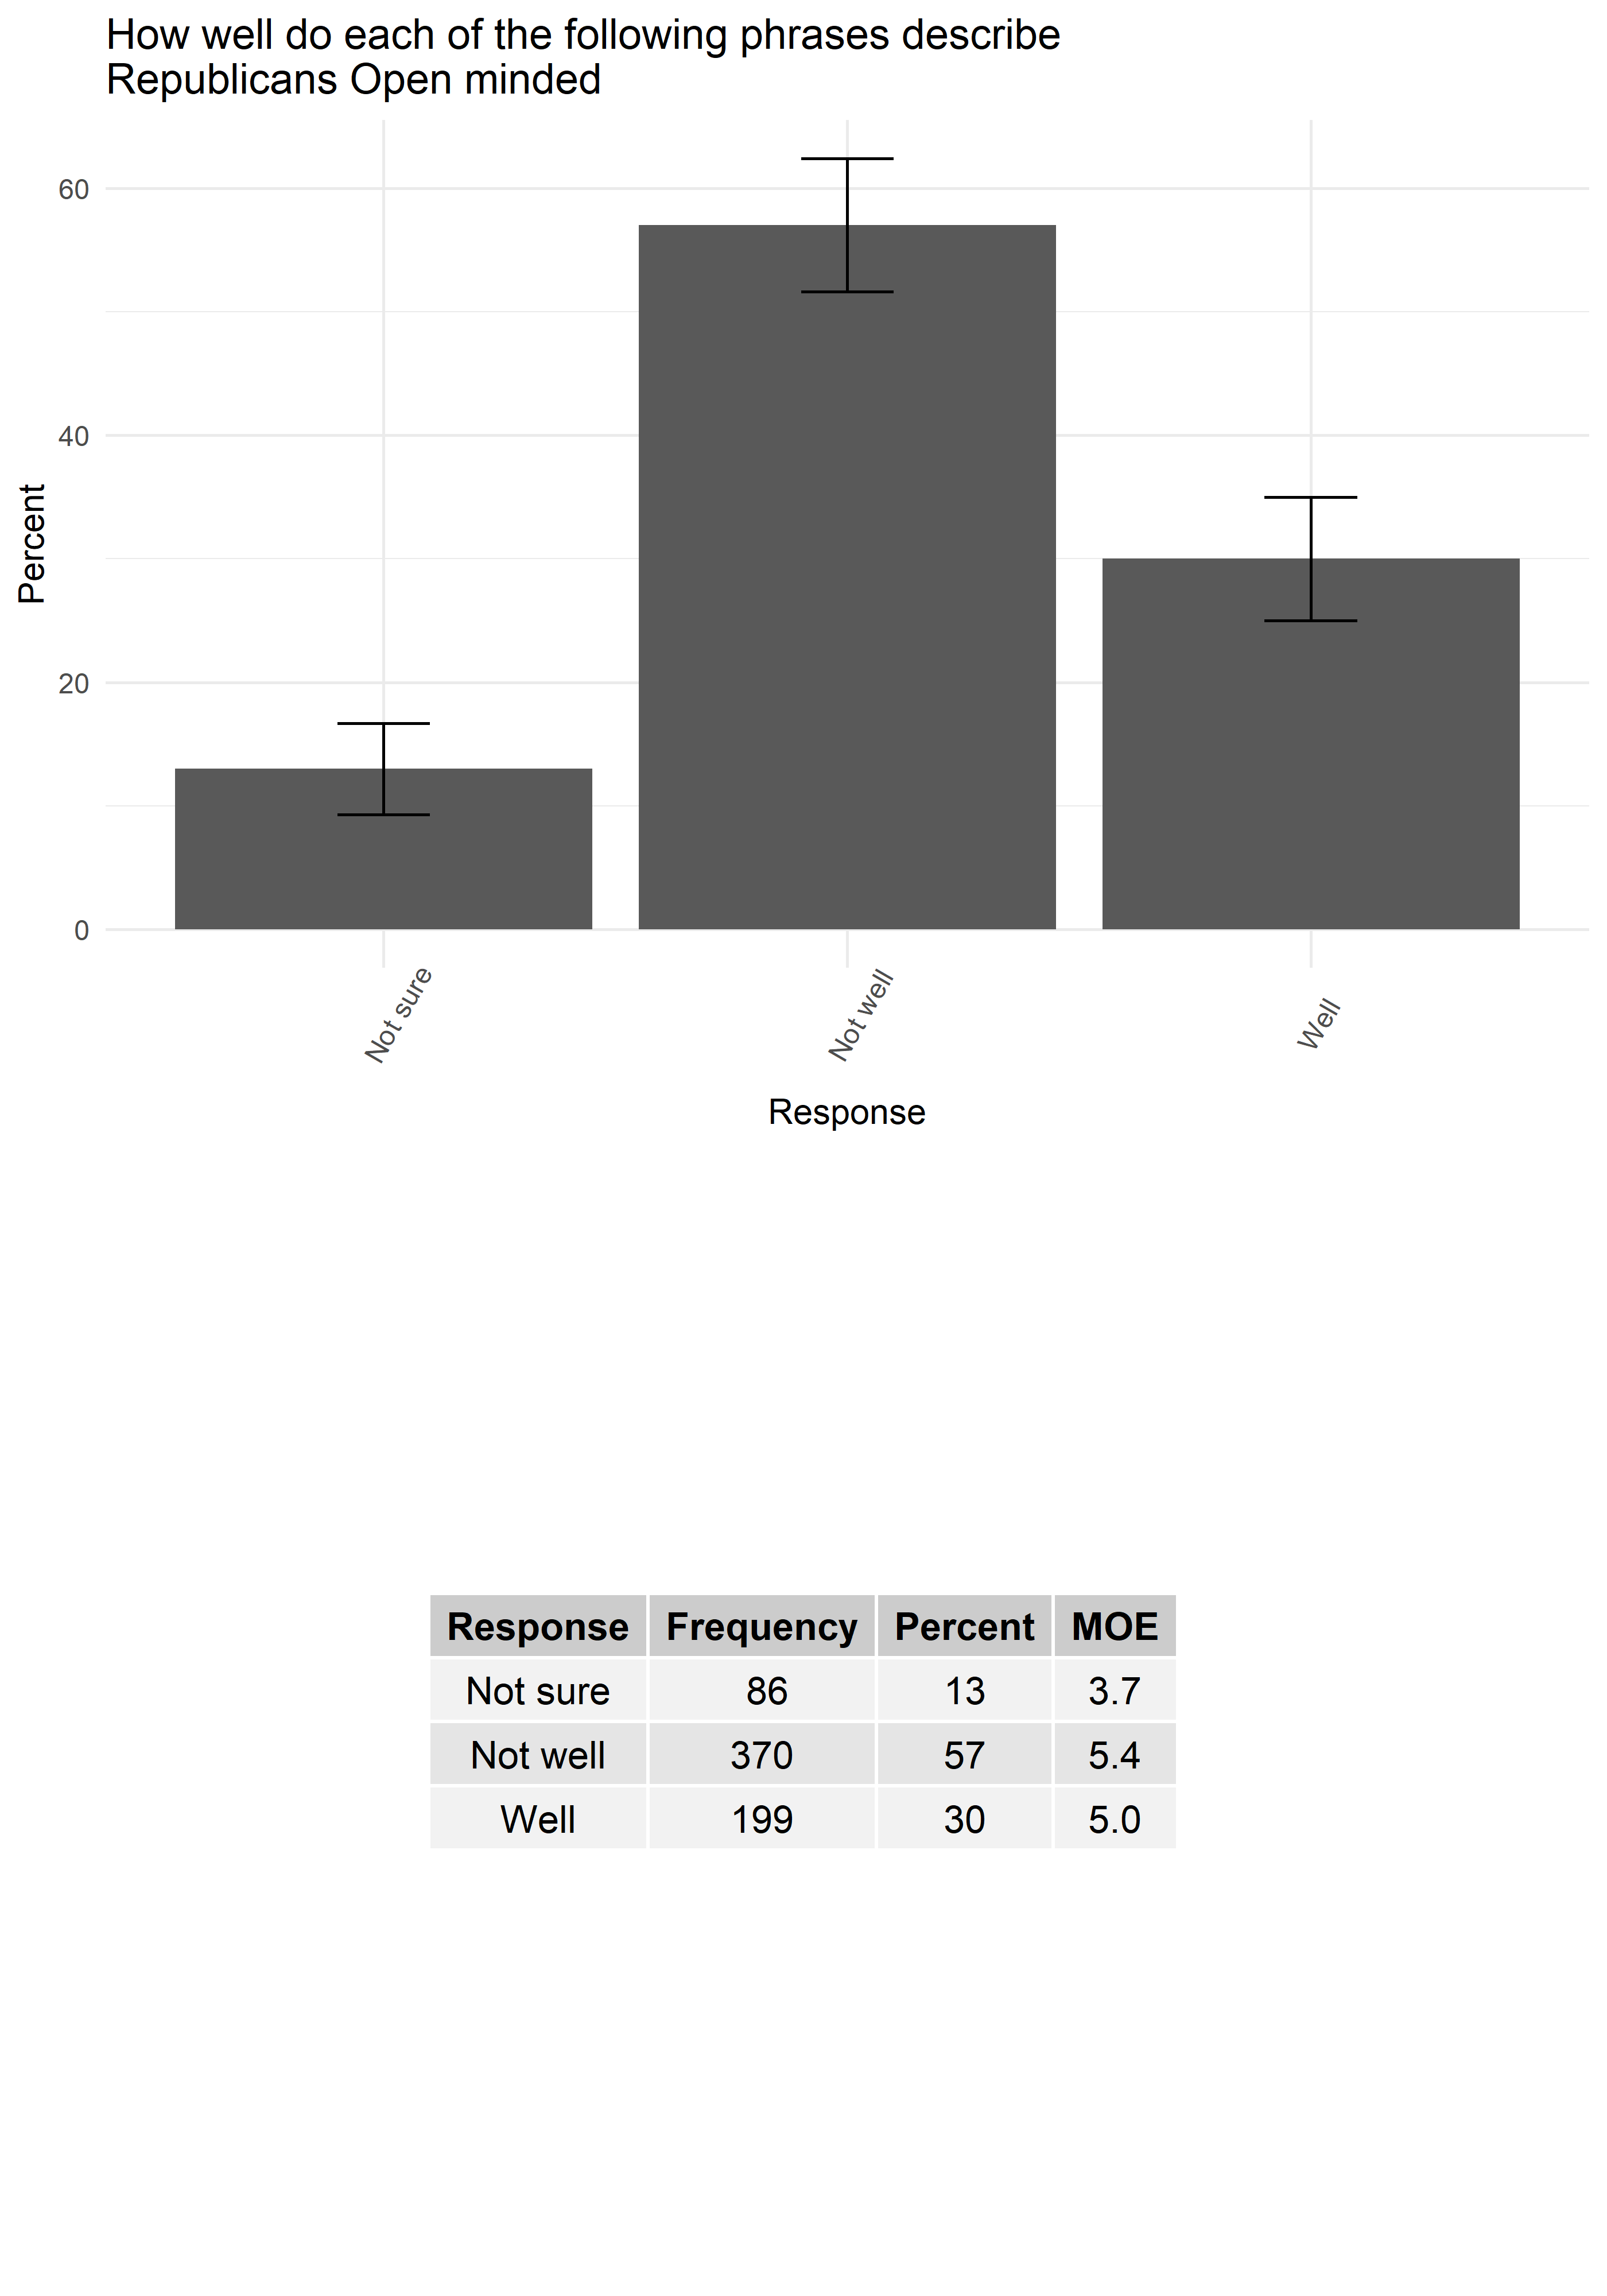 How well do each of the following phrases describe
Republicans Open minded
Percent
60
40
20
0
Not sure
Not well
Well
Response
Response Frequency Percent MOE
Not sure 86 13 3.7
Not well 370 57 5.4
Well 199 30 5.0